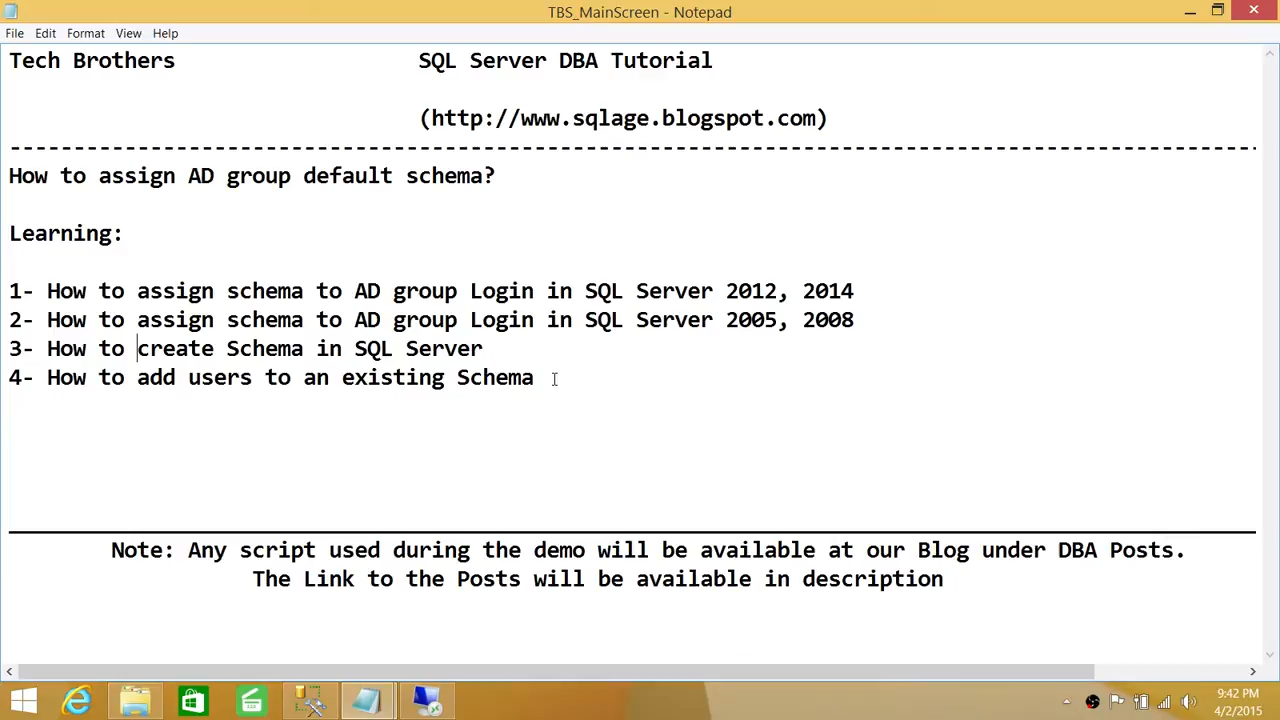 TBS_MainScreen - Notepad
File Edit Format View Help
Tech Brothers SQL Server DBA Tutorial
(http://www.sqlage.blogspot.com)
--------------------------------------------------------------------------------------------------
How to assign AD group default schema?
Learning:
1- How to assign schema to AD group Login in SQL Server 2012, 2014
2- How to assign schema to AD group Login in SQL Server 2005, 2008
3- How to create Schema in SQL Server
4- How to add users to an existing Schema
Note: Any script used during the demo will be available at our Blog under DBA Posts.
The Link to the Posts will be available in description
9:42 PM
4/2/2015